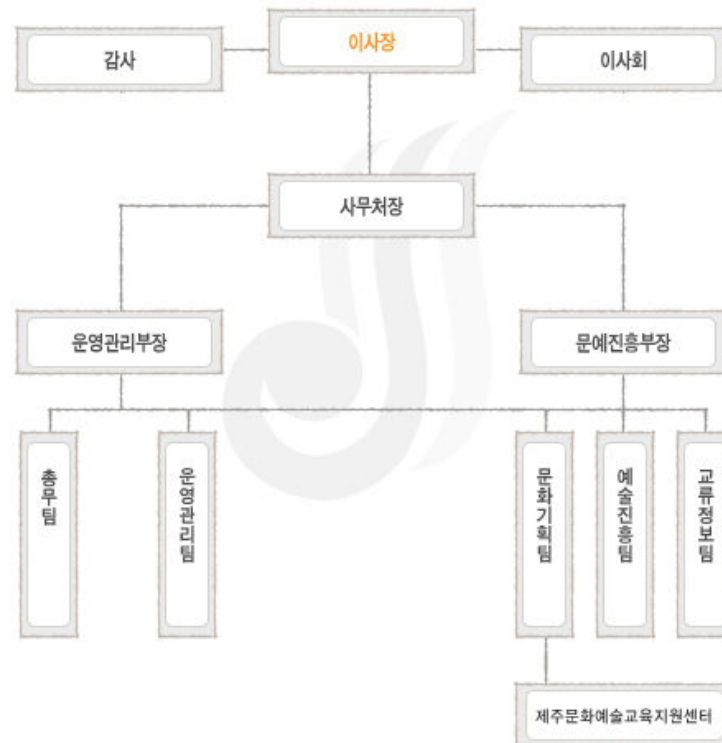 감사
이사장
이사회
사무처장
운영관리부장
문예진흥부장
총무팀
운영관리팀
문화기획팀
예술진흥팀
교류정보팀
제주문화예술교육지원센터